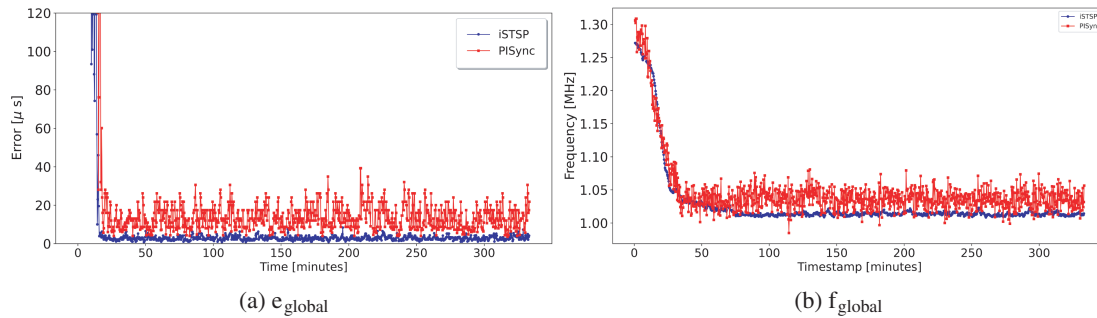 120
100
80
60
40
20
0
Error [μ s]
iSTSP
PISync
0 50 100 150 200 250 300
Time [minutes]
(a) e_global
1.30
1.25
1.20
1.15
1.10
1.05
1.00
Frequency [MHz]
iSTSP
PISync
0 50 100 150 200 250 300
Timestamp [minutes]
(b) f_global